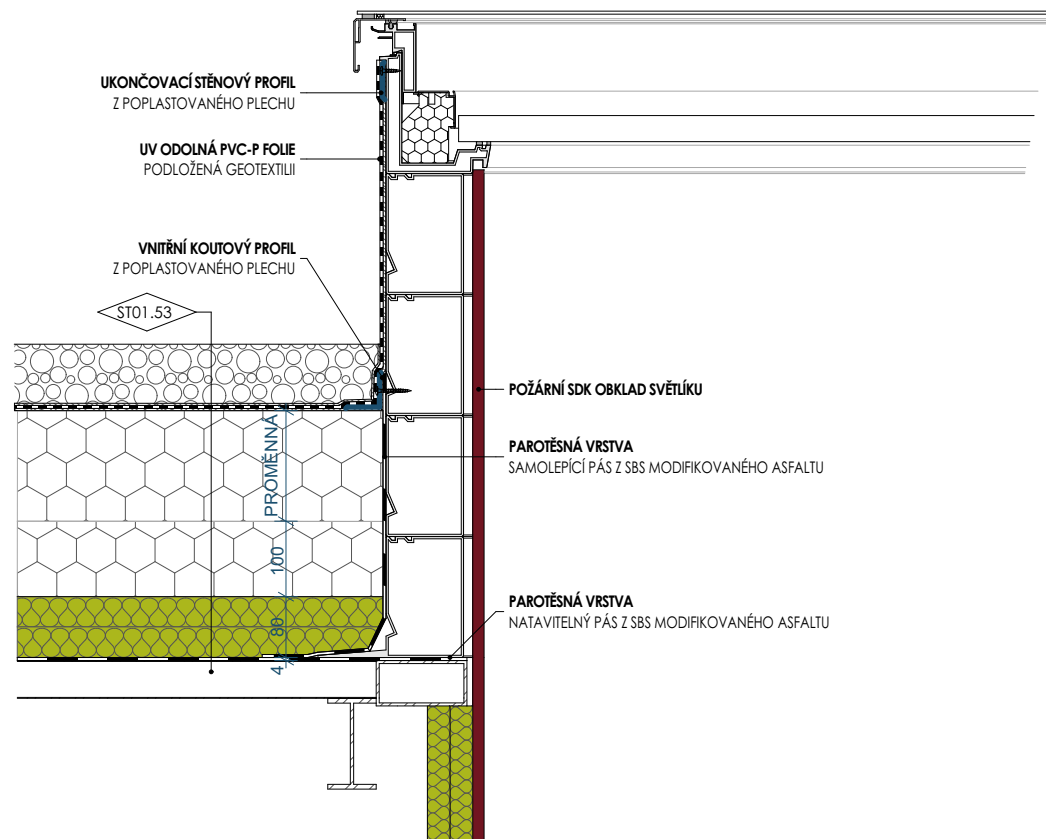 UKONČOVACÍ STĚNOVÝ PROFIL
Z POPLASTOVANÉHO PLECHU
UV ODOLNÁ PVC-P FOLIE
PODLOŽENÁ GEOTEXTILII
VNITŘNÍ KOUTOVÝ PROFIL
Z POPLASTOVANÉHO PLECHU
ST01.53
POŽÁRNÍ SDK OBKLAD SVĚTLÍKU
PAROTĚSNÁ VRSTVA
SAMOLEPÍCÍ PÁS Z SBS MODIFIKOVANÉHO ASFALTU
PROMĚNNÁ
100
80
4
PAROTĚSNÁ VRSTVA
NATAVITELNÝ PÁS Z SBS MODIFIKOVANÉHO ASFALTU